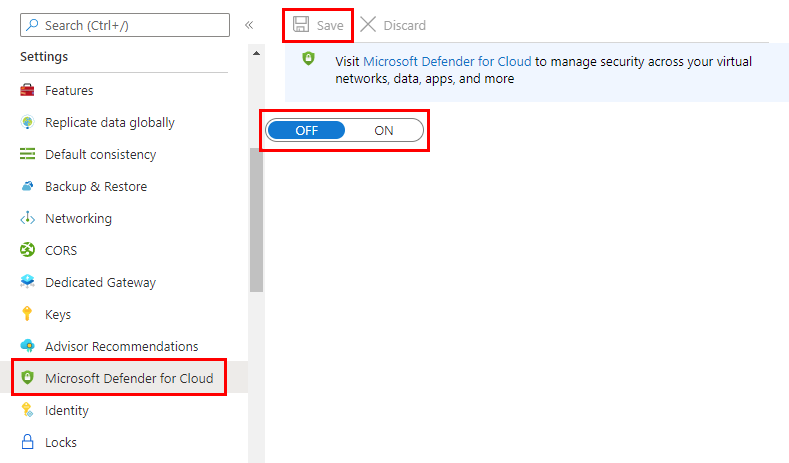 Search (Ctrl+/)
«
Settings
Features
Replicate data globally
Default consistency
Backup & Restore
Networking
CORS
Dedicated Gateway
Keys
Advisor Recommendations
Microsoft Defender for Cloud
Identity
Locks
Save
Discard
Visit Microsoft Defender for Cloud to manage security across your virtual
networks, data, apps, and more
OFF ON